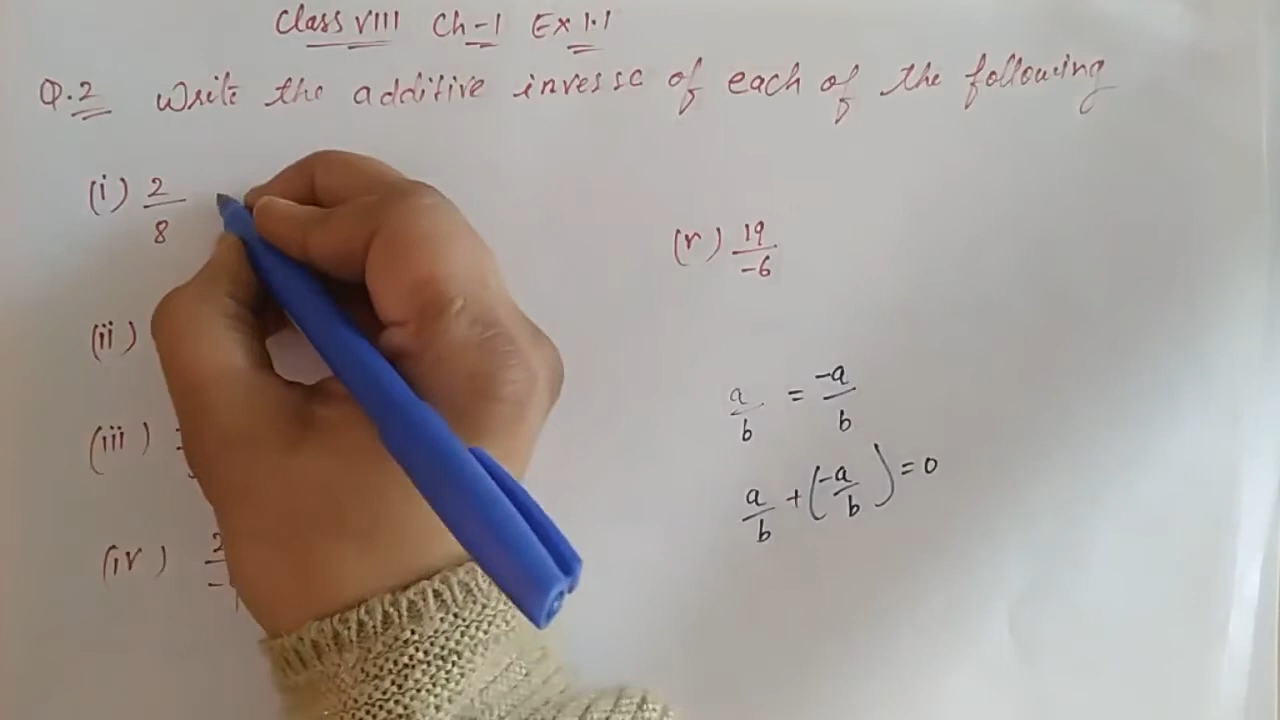 Class VIII Ch-1 Ex 1.1
Q.2 Write the additive inverse of each of the following
(i) 2/8
(v) 19/-6
(ii)
a/b = -a/b
(iii)
a/b + (-a/b) = 0
(iv) 2